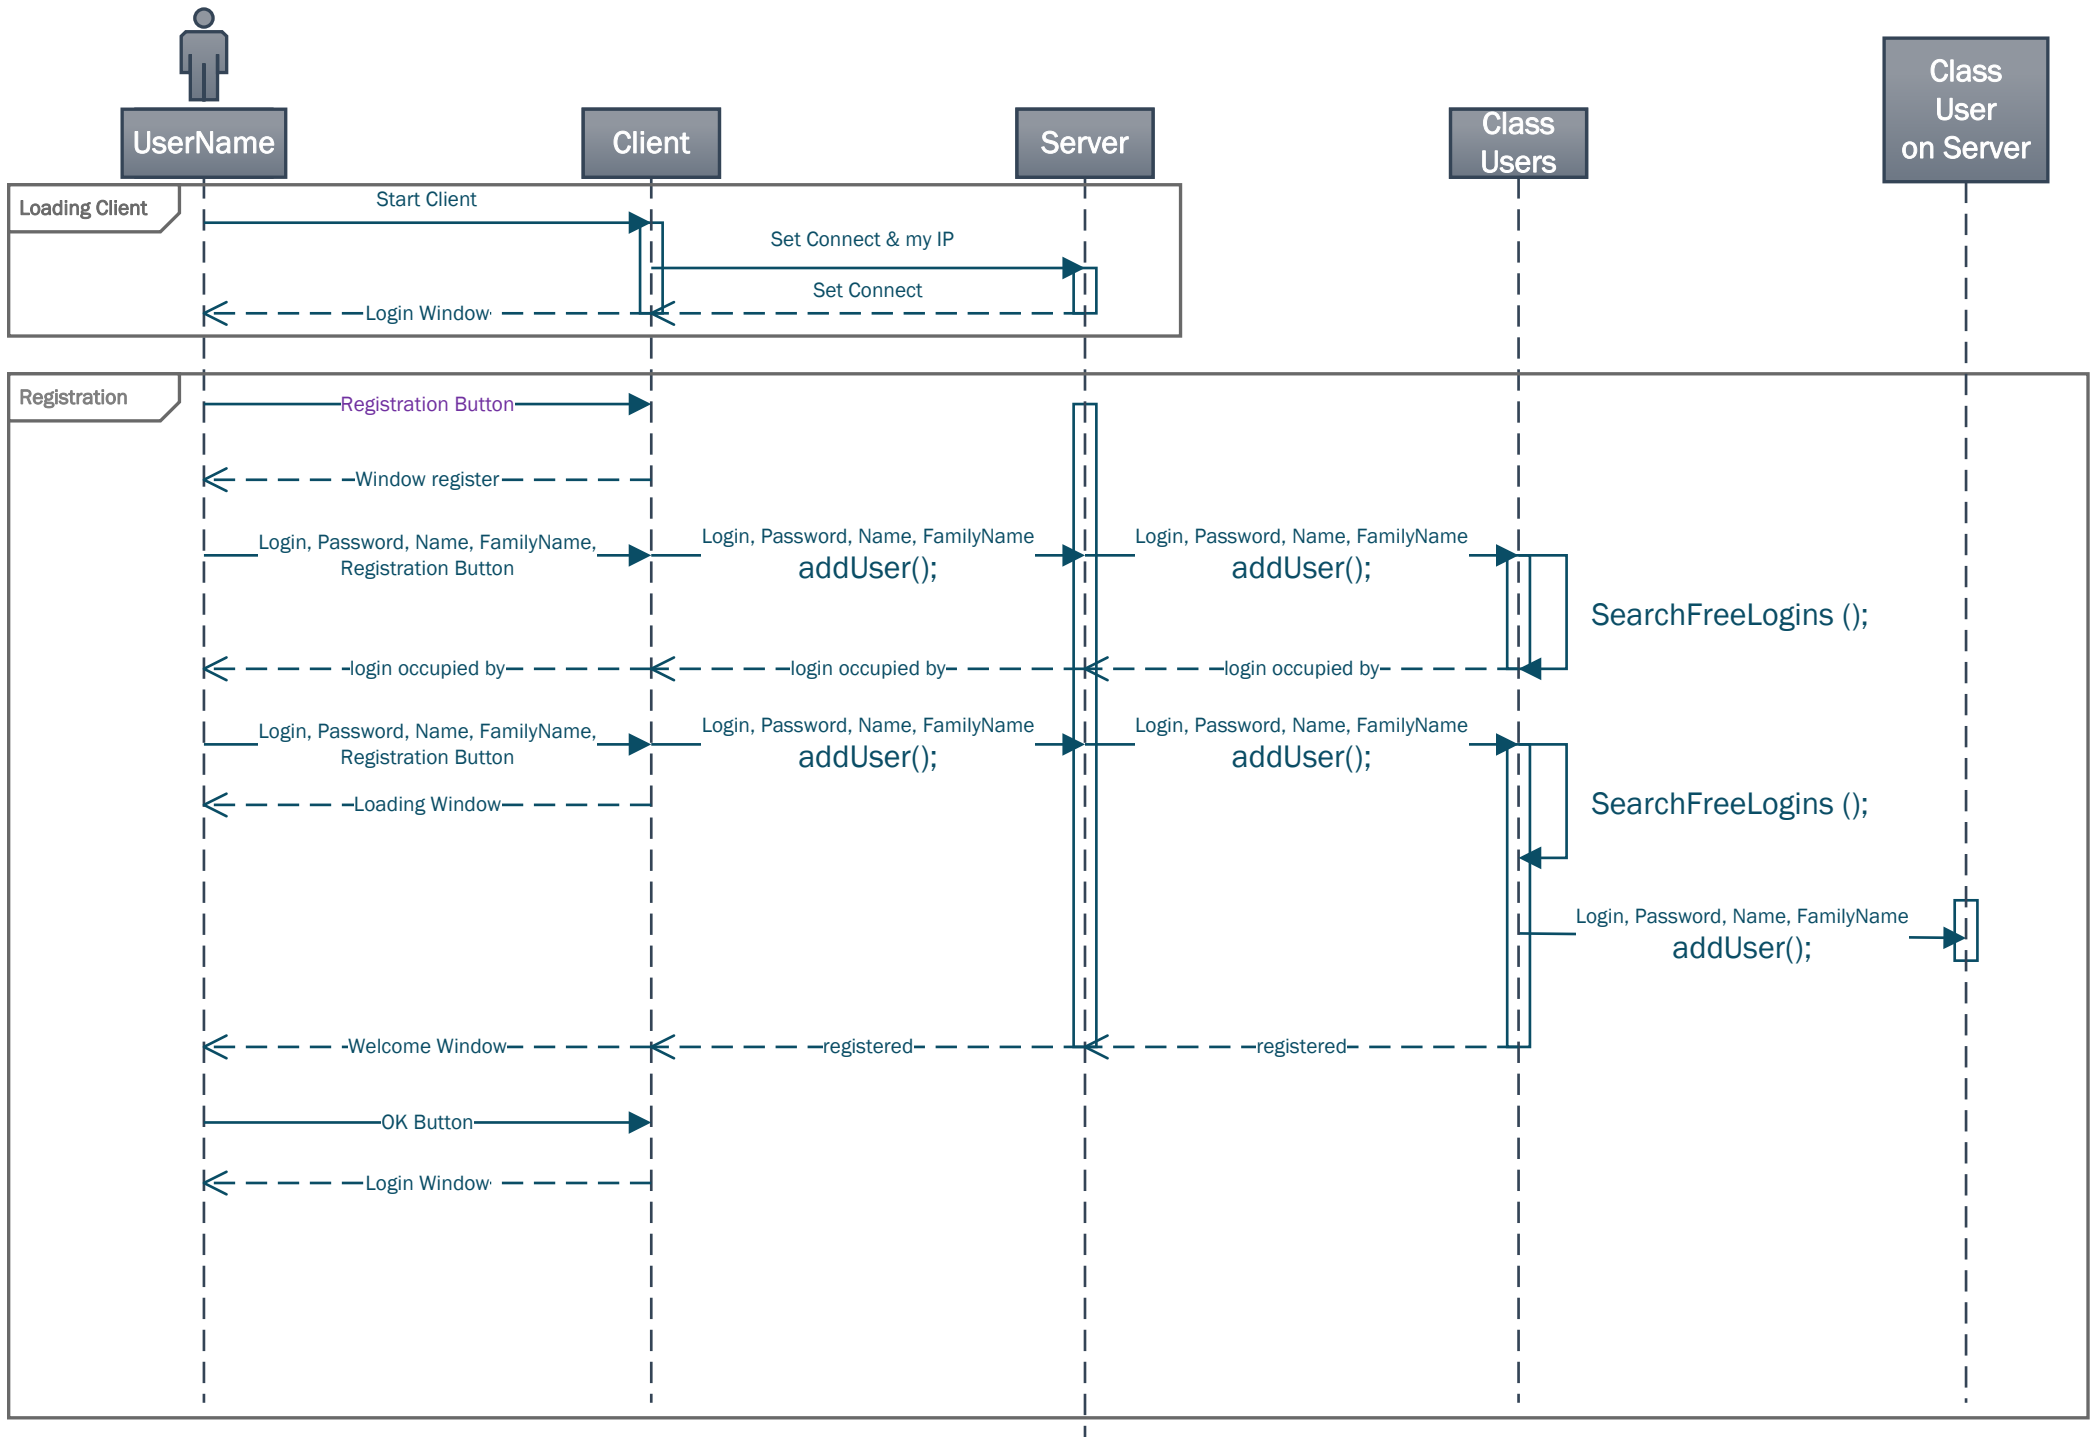 Class
User
on Server
UserName
Client
Server
Class
Users
Loading Client
Start Client
Set Connect & my IP
Set Connect
Login Window
Registration
Registration Button
Window register
Login, Password, Name, FamilyName,
Registration Button
Login, Password, Name, FamilyName
addUser();
Login, Password, Name, FamilyName
addUser();
SearchFreeLogins ();
login occupied by
login occupied by
login occupied by
Login, Password, Name, FamilyName,
Registration Button
Login, Password, Name, FamilyName
addUser();
Login, Password, Name, FamilyName
addUser();
Loading Window
SearchFreeLogins ();
Login, Password, Name, FamilyName
addUser();
Welcome Window
registered
registered
OK Button
Login Window